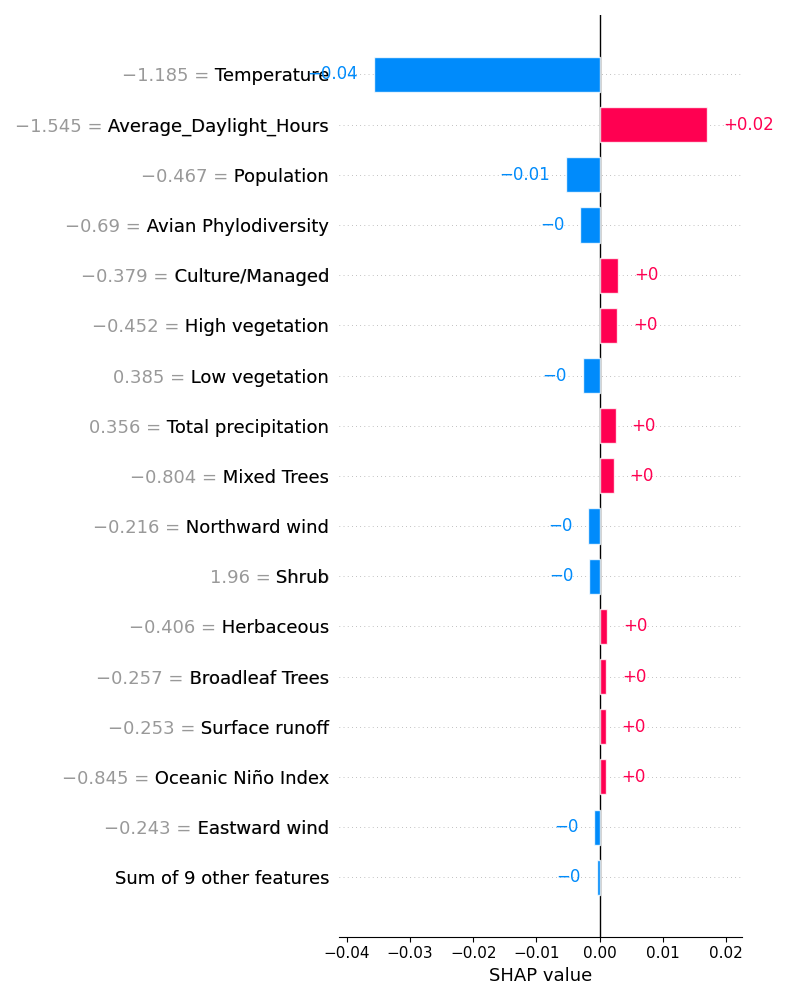 −1.185 = Temperature −0.04
−1.545 = Average_Daylight_Hours +0.02
−0.467 = Population −0.01
−0.69 = Avian Phylodiversity −0
−0.379 = Culture/Managed +0
−0.452 = High vegetation +0
0.385 = Low vegetation −0
0.356 = Total precipitation +0
−0.804 = Mixed Trees +0
−0.216 = Northward wind −0
1.96 = Shrub −0
−0.406 = Herbaceous +0
−0.257 = Broadleaf Trees +0
−0.253 = Surface runoff +0
−0.845 = Oceanic Niño Index +0
−0.243 = Eastward wind −0
Sum of 9 other features −0
−0.04 −0.03 −0.02 −0.01 0.00 0.01 0.02
SHAP value